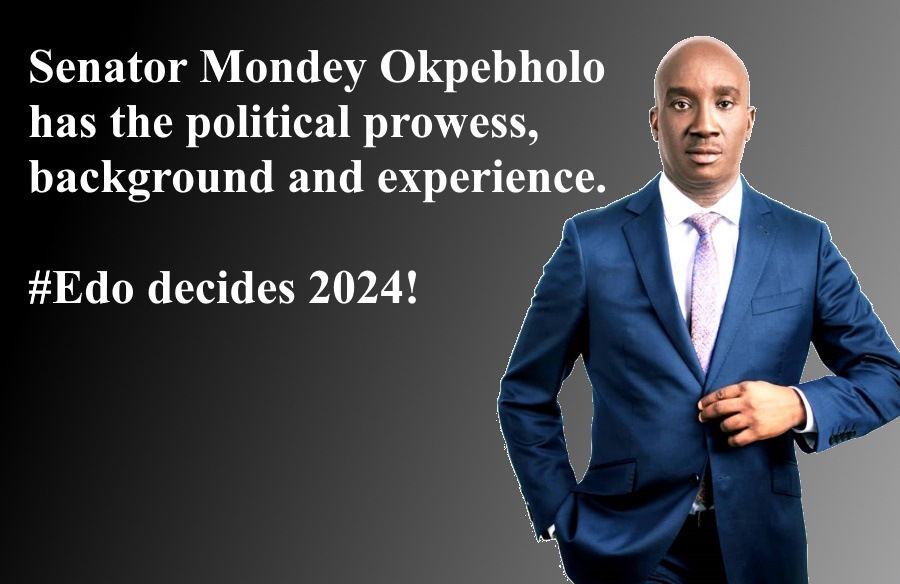 Senator Mondey Okpebholo
has the political prowess,
background and experience.
#Edo decides 2024!